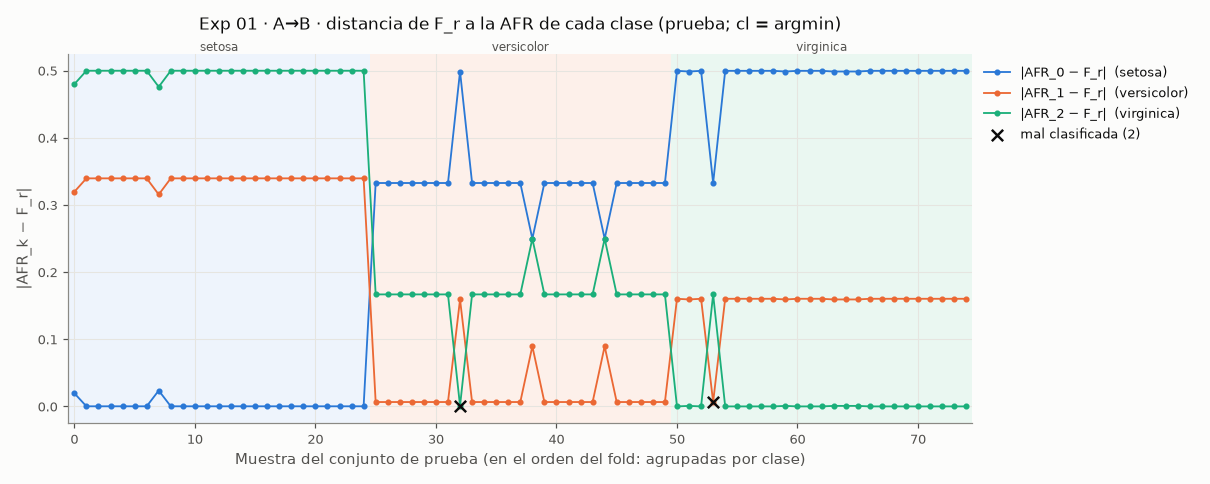 Exp 01 · A→B · distancia de F_r a la AFR de cada clase (prueba; cl = argmin)
setosa
versicolor
virginica
|AFR_0 − F_r| (setosa)
|AFR_1 − F_r| (versicolor)
|AFR_2 − F_r| (virginica)
mal clasificada (2)
|AFR_k − F_r|
0.5
0.4
0.3
0.2
0.1
0.0
0
10
20
30
40
50
60
70
Muestra del conjunto de prueba (en el orden del fold: agrupadas por clase)